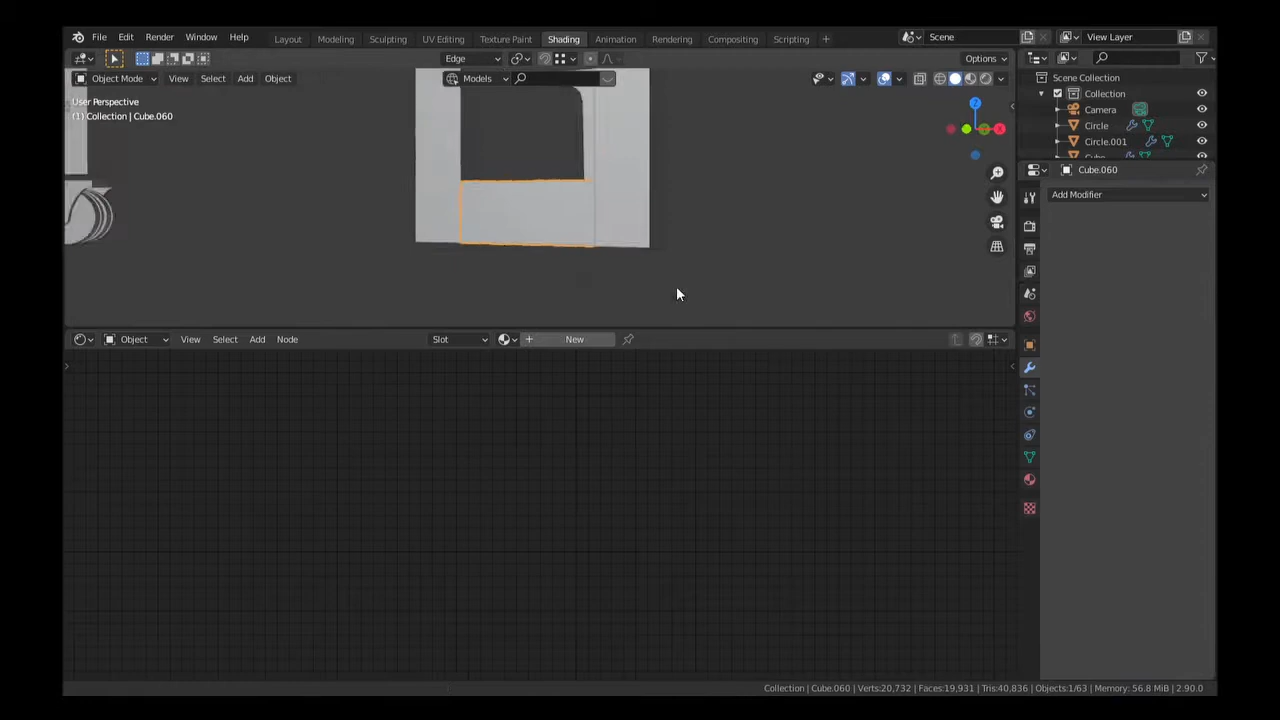 File Edit Render Window Help Layout Modeling Sculpting UV Editing Texture Paint Shading Animation Rendering Compositing Scripting + Scene View Layer
Edge Options
Object Mode View Select Add Object Models
User Perspective
(1) Collection | Cube.060
Z
X
Scene Collection
Collection
Camera
Circle
Circle.001
Cube
Cube.060
Add Modifier
Object View Select Add Node Slot + New
Collection | Cube.060 | Verts:20,732 | Faces:19,931 | Tris:40,836 | Objects:1/63 | Memory: 56.8 MiB | 2.90.0